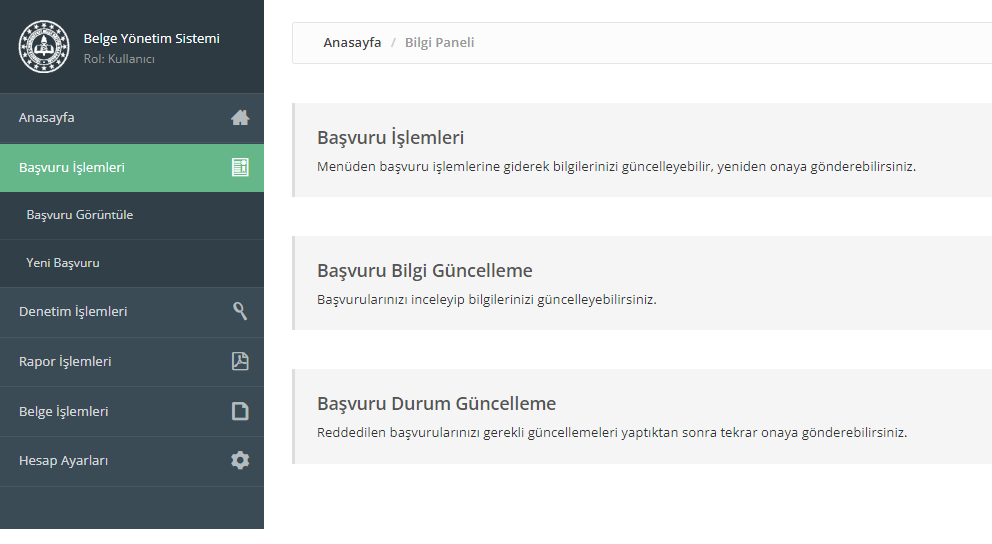 Belge Yönetim Sistemi
Rol: Kullanıcı
Anasayfa
Başvuru İşlemleri
Başvuru Görüntüle
Yeni Başvuru
Denetim İşlemleri
Rapor İşlemleri
Belge İşlemleri
Hesap Ayarları
Anasayfa / Bilgi Paneli
Başvuru İşlemleri
Menüden başvuru işlemlerine giderek bilgilerinizi güncelleyebilir, yeniden onaya gönderebilirsiniz.
Başvuru Bilgi Güncelleme
Başvurularınızı inceleyip bilgilerinizi güncelleyebilirsiniz.
Başvuru Durum Güncelleme
Reddedilen başvurularınızı gerekli güncellemeleri yaptıktan sonra tekrar onaya gönderebilirsiniz.